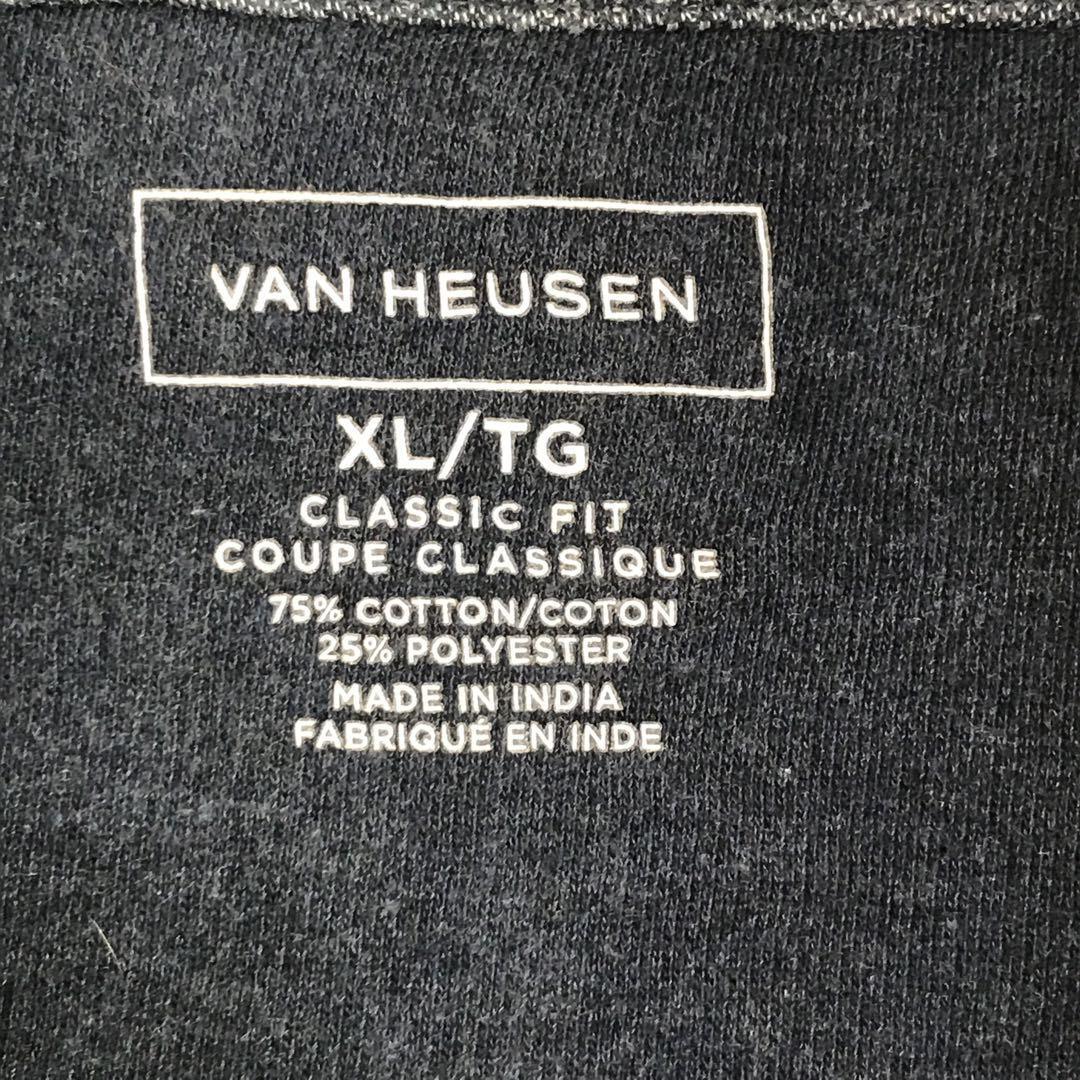 VAN HEUSEN
XL/TG
CLASSIC FIT
COUPE CLASSIQUE
75% COTTON/COTON
25% POLYESTER
MADE IN INDIA
FABRIQUÉ EN INDE